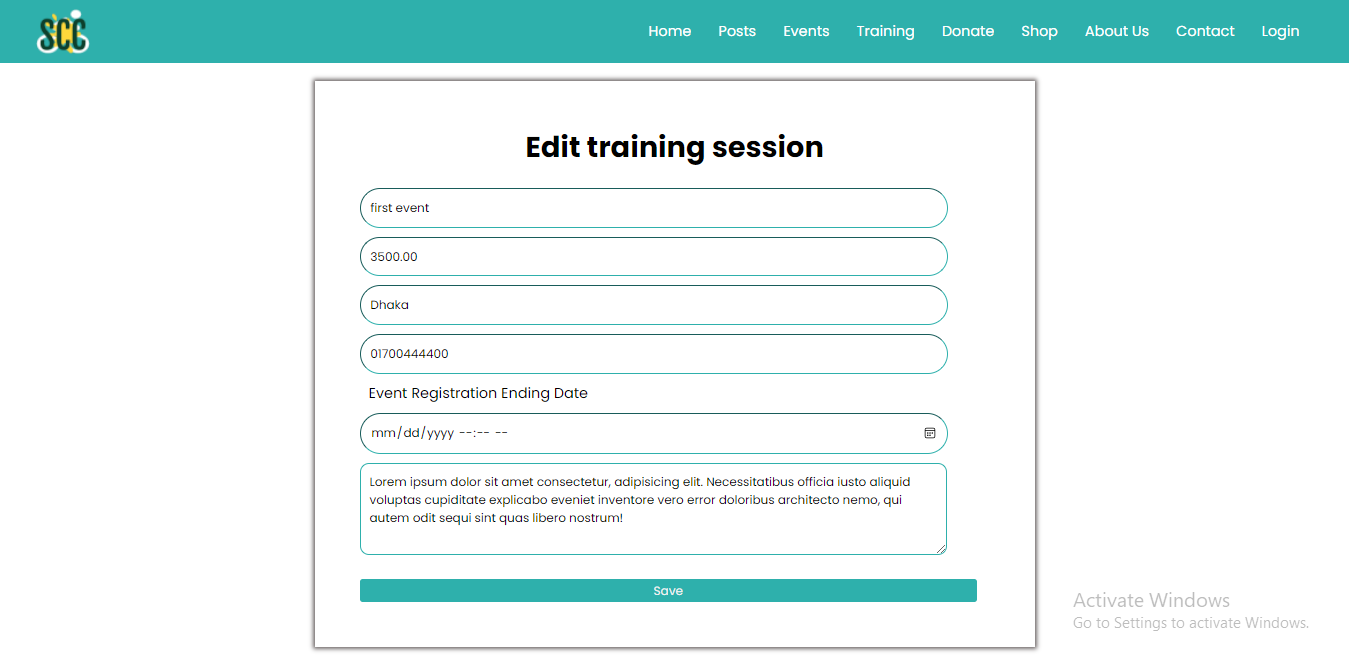 SCC
Home Posts Events Training Donate Shop About Us Contact Login
Edit training session
first event
3500.00
Dhaka
01700444400
Event Registration Ending Date
mm/dd/yyyy --:-- --
Lorem ipsum dolor sit amet consectetur, adipisicing elit. Necessitatibus officia iusto aliquid
voluptas cupiditate explicabo eveniet inventore vero error doloribus architecto nemo, qui
autem odit sequi sint quas libero nostrum!
Save
Activate Windows
Go to Settings to activate Windows.